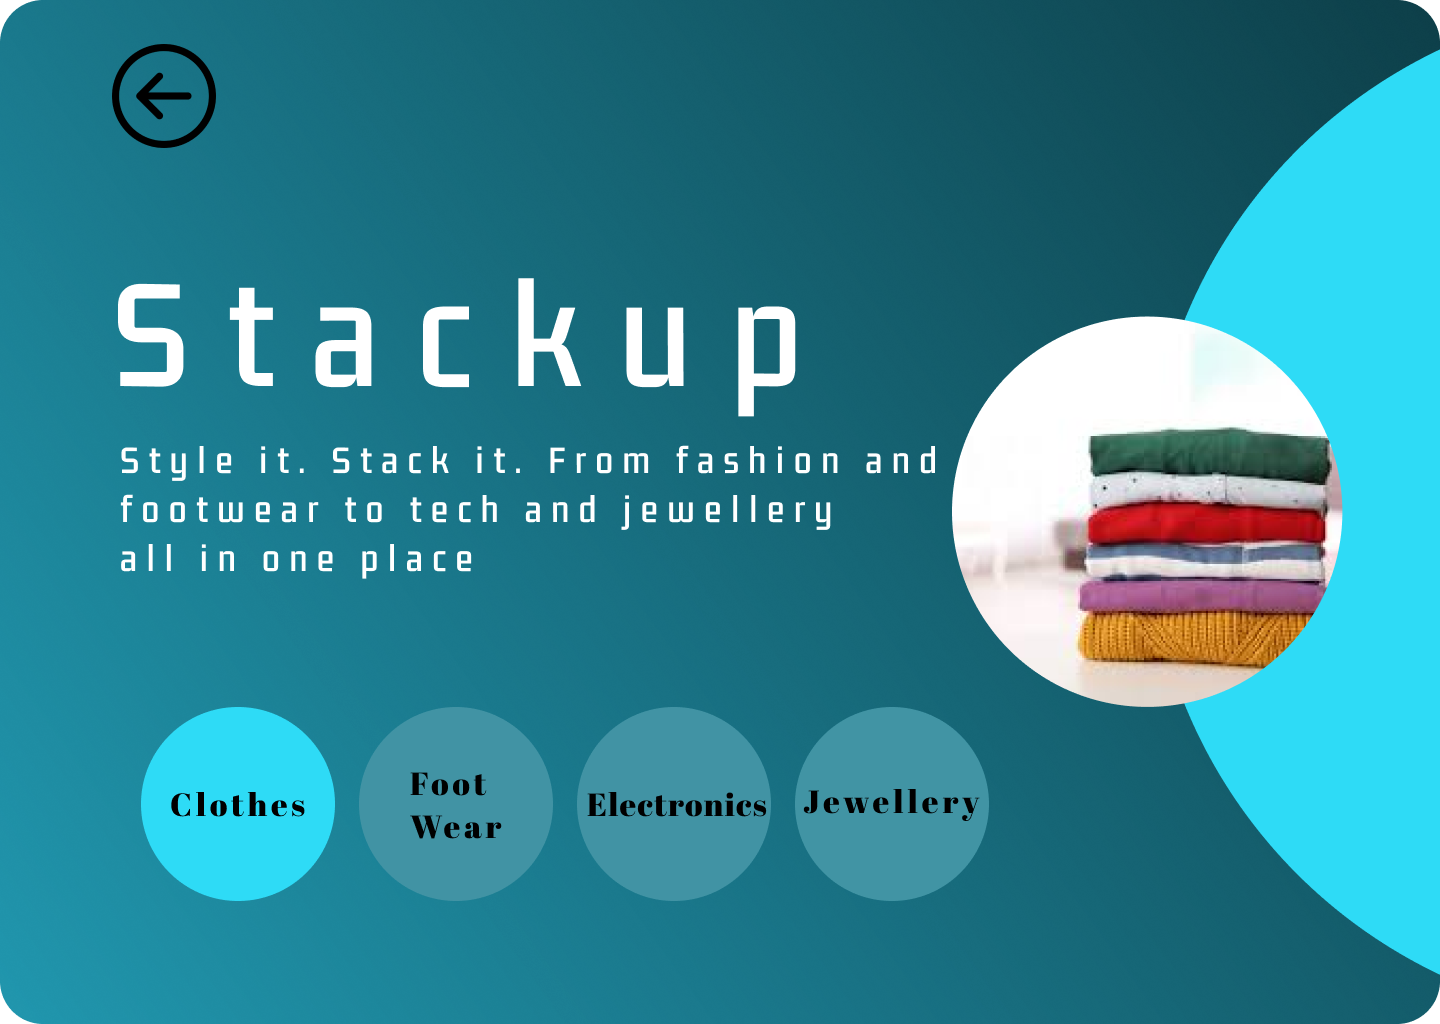 Stackup
Style it. Stack it. From fashion and
footwear to tech and jewellery
all in one place
Clothes
Foot
Wear
Electronics
Jewellery